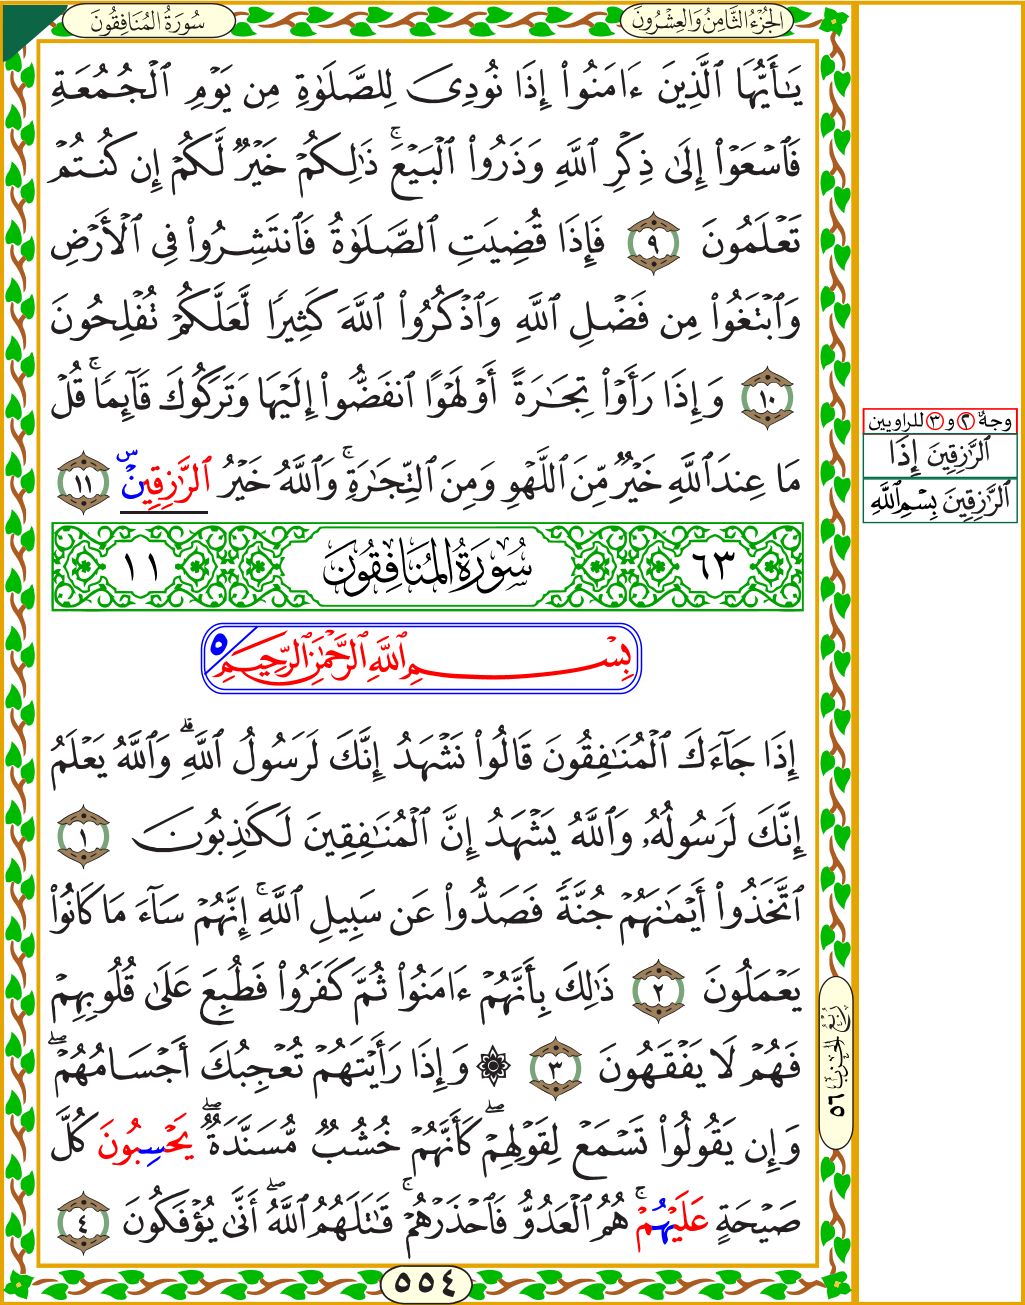 الجُزْءُ الثَّامِنُ وَالعِشْرُونَ
سُورَةُ المُنَافِقُونَ
يَـٰٓأَيُّهَا ٱلَّذِينَ ءَامَنُوا۟ إِذَا نُودِىَ لِلصَّلَوٰةِ مِن يَوْمِ ٱلْجُمُعَةِ
فَٱسْعَوْا۟ إِلَىٰ ذِكْرِ ٱللَّهِ وَذَرُوا۟ ٱلْبَيْعَ ۚ ذَٰلِكُمْ خَيْرٌ لَّكُمْ إِن كُنتُمْ
تَعْلَمُونَ ٩ فَإِذَا قُضِيَتِ ٱلصَّلَوٰةُ فَٱنتَشِرُوا۟ فِى ٱلْأَرْضِ
وَٱبْتَغُوا۟ مِن فَضْلِ ٱللَّهِ وَٱذْكُرُوا۟ ٱللَّهَ كَثِيرًا لَّعَلَّكُمْ تُفْلِحُونَ
١٠ وَإِذَا رَأَوْا۟ تِجَـٰرَةً أَوْ لَهْوًا ٱنفَضُّوٓا۟ إِلَيْهَا وَتَرَكُوكَ قَآئِمًا ۚ قُلْ
مَا عِندَ ٱللَّهِ خَيْرٌ مِّنَ ٱللَّهْوِ وَمِنَ ٱلتِّجَـٰرَةِ ۚ وَٱللَّهُ خَيْرُ ٱلرَّٰزِقِينَ س ١١
٦٣ سُورَةُ المُنَافِقُونَ ١١
بِسْمِ ٱللَّهِ ٱلرَّحْمَـٰنِ ٱلرَّحِيمِ ٥
إِذَا جَآءَكَ ٱلْمُنَـٰفِقُونَ قَالُوا۟ نَشْهَدُ إِنَّكَ لَرَسُولُ ٱللَّهِ ۗ وَٱللَّهُ يَعْلَمُ
إِنَّكَ لَرَسُولُهُۥ وَٱللَّهُ يَشْهَدُ إِنَّ ٱلْمُنَـٰفِقِينَ لَكَـٰذِبُونَ ١
ٱتَّخَذُوٓا۟ أَيْمَـٰنَهُمْ جُنَّةً فَصَدُّوا۟ عَن سَبِيلِ ٱللَّهِ ۚ إِنَّهُمْ سَآءَ مَا كَانُوا۟
يَعْمَلُونَ ٢ ذَٰلِكَ بِأَنَّهُمْ ءَامَنُوا۟ ثُمَّ كَفَرُوا۟ فَطُبِعَ عَلَىٰ قُلُوبِهِمْ
فَهُمْ لَا يَفْقَهُونَ ٣ ۞ وَإِذَا رَأَيْتَهُمْ تُعْجِبُكَ أَجْسَامُهُمْ ۖ
وَإِن يَقُولُوا۟ تَسْمَعْ لِقَوْلِهِمْ ۖ كَأَنَّهُمْ خُشُبٌ مُّسَنَّدَةٌ ۖ يَحْسِبُونَ كُلَّ
صَيْحَةٍ عَلَيْهُمْ ۚ هُمُ ٱلْعَدُوُّ فَٱحْذَرْهُمْ ۚ قَـٰتَلَهُمُ ٱللَّهُ ۖ أَنَّىٰ يُؤْفَكُونَ ٤
٥٥٤
وجهٌ ٢ و ٣ للراويين
ٱلرَّٰزِقِينَ إِذَا
ٱلرَّٰزِقِينَ بِسْمِ ٱللَّهِ
رُبْعُ الحِزْب ٥٦